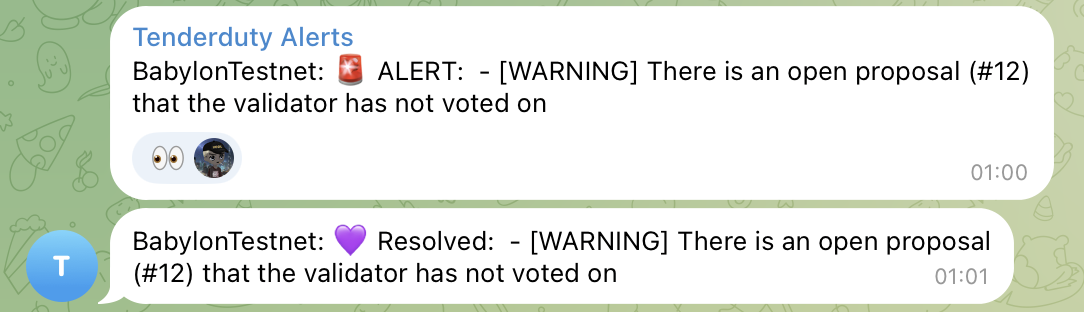 Tenderduty Alerts
BabylonTestnet: 🚨 ALERT:  - [WARNING] There is an open proposal (#12)
that the validator has not voted on
👀
01:00
BabylonTestnet: 💜 Resolved:  - [WARNING] There is an open proposal
(#12) that the validator has not voted on
01:01
T